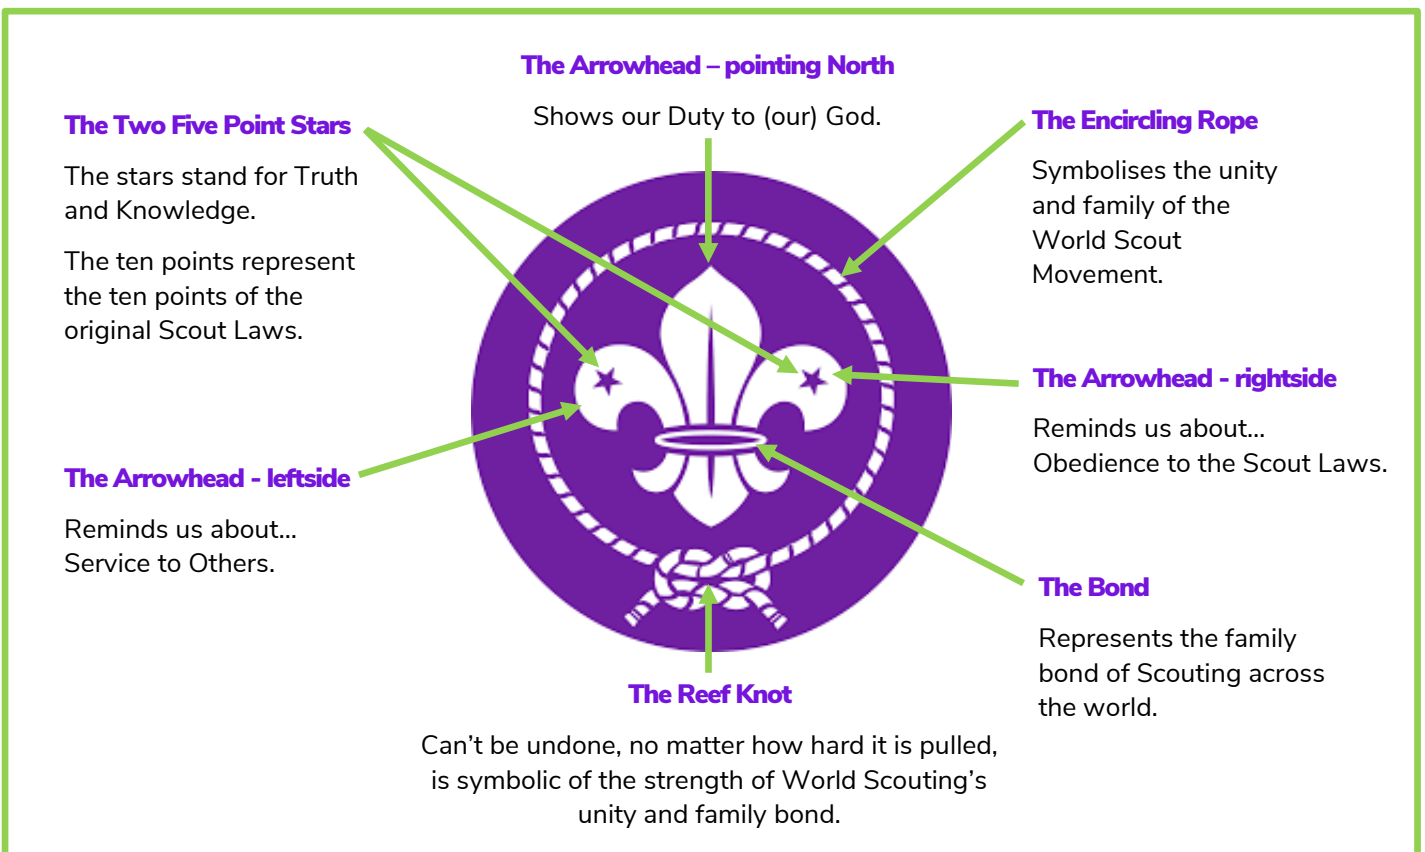 The Arrowhead – pointing North
Shows our Duty to (our) God.
The Two Five Point Stars
The stars stand for Truth
and Knowledge.
The ten points represent
the ten points of the
original Scout Laws.
The Encircling Rope
Symbolises the unity
and family of the
World Scout
Movement.
The Arrowhead - rightside
Reminds us about...
Obedience to the Scout Laws.
The Arrowhead - leftside
Reminds us about...
Service to Others.
The Bond
Represents the family
bond of Scouting across
the world.
The Reef Knot
Can’t be undone, no matter how hard it is pulled,
is symbolic of the strength of World Scouting’s
unity and family bond.